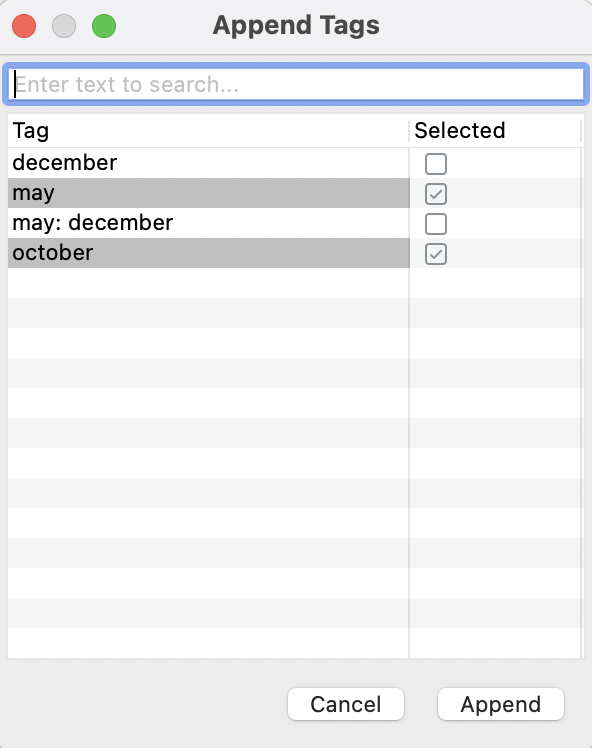 Append Tags
Enter text to search...
Tag Selected
december
may
may: december
october
Cancel Append